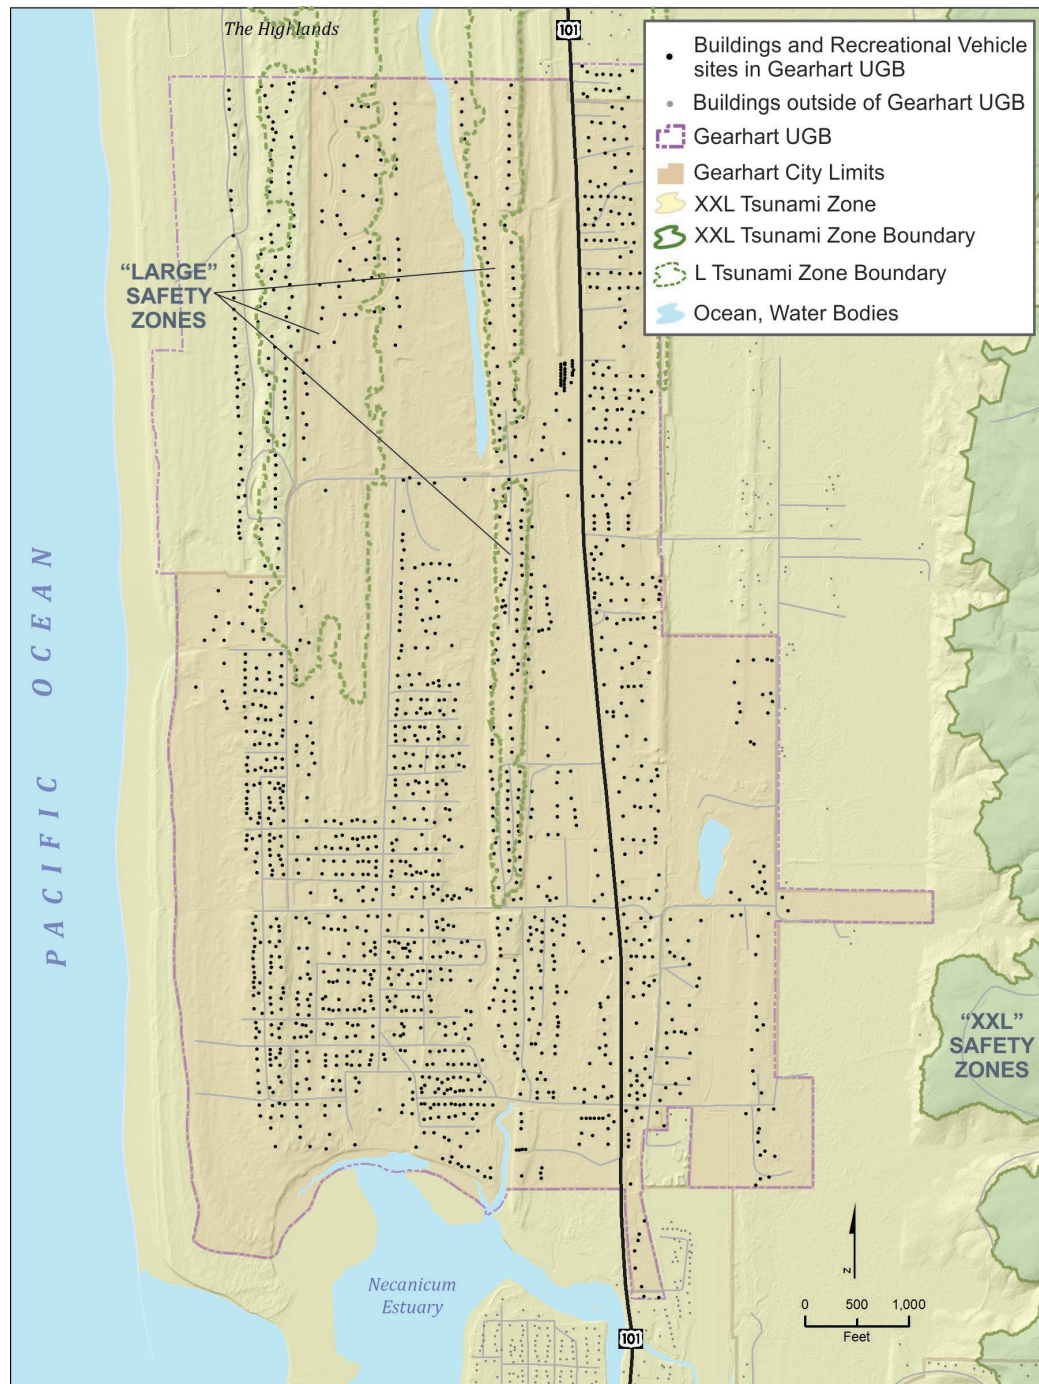 The Highlands
101
Buildings and Recreational Vehicle
sites in Gearhart UGB
Buildings outside of Gearhart UGB
Gearhart UGB
Gearhart City Limits
XXL Tsunami Zone
XXL Tsunami Zone Boundary
L Tsunami Zone Boundary
Ocean, Water Bodies
“LARGE”
SAFETY
ZONES
PACIFIC OCEAN
“XXL”
SAFETY
ZONES
Necanicum
Estuary
N
0 500 1,000
Feet
101